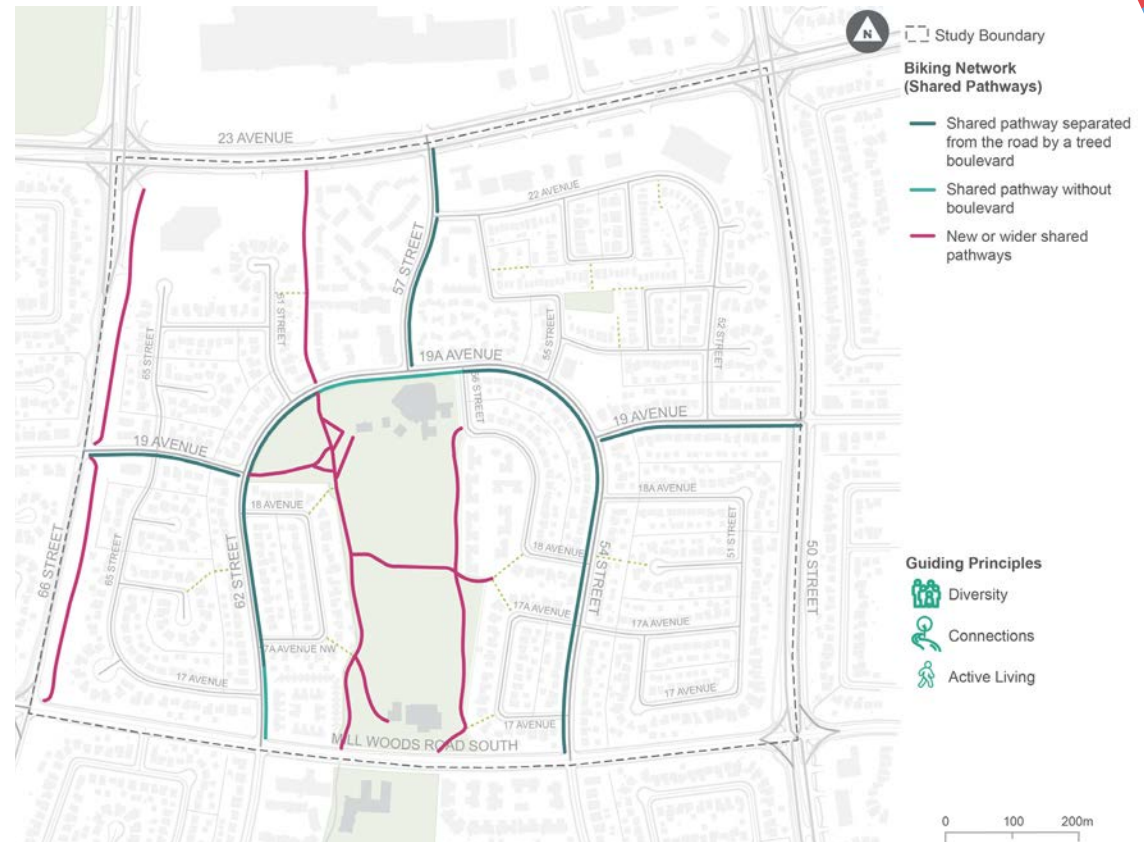 N
Study Boundary
Biking Network
(Shared Pathways)
Shared pathway separated
from the road by a treed
boulevard
Shared pathway without
boulevard
New or wider shared
pathways
23 AVENUE
22 AVENUE
57 STREET
61 STREET
65 STREET
19A AVENUE
55 STREET
52 STREET
56 STREET
19 AVENUE
19 AVENUE
18A AVENUE
18 AVENUE
51 STREET
66 STREET
65 STREET
62 STREET
18 AVENUE
54 STREET
50 STREET
17A AVENUE
17A AVENUE
7A AVENUE NW
17 AVENUE
17 AVENUE
17 AVENUE
MILL WOODS ROAD SOUTH
Guiding Principles
Diversity
Connections
Active Living
0 100 200m